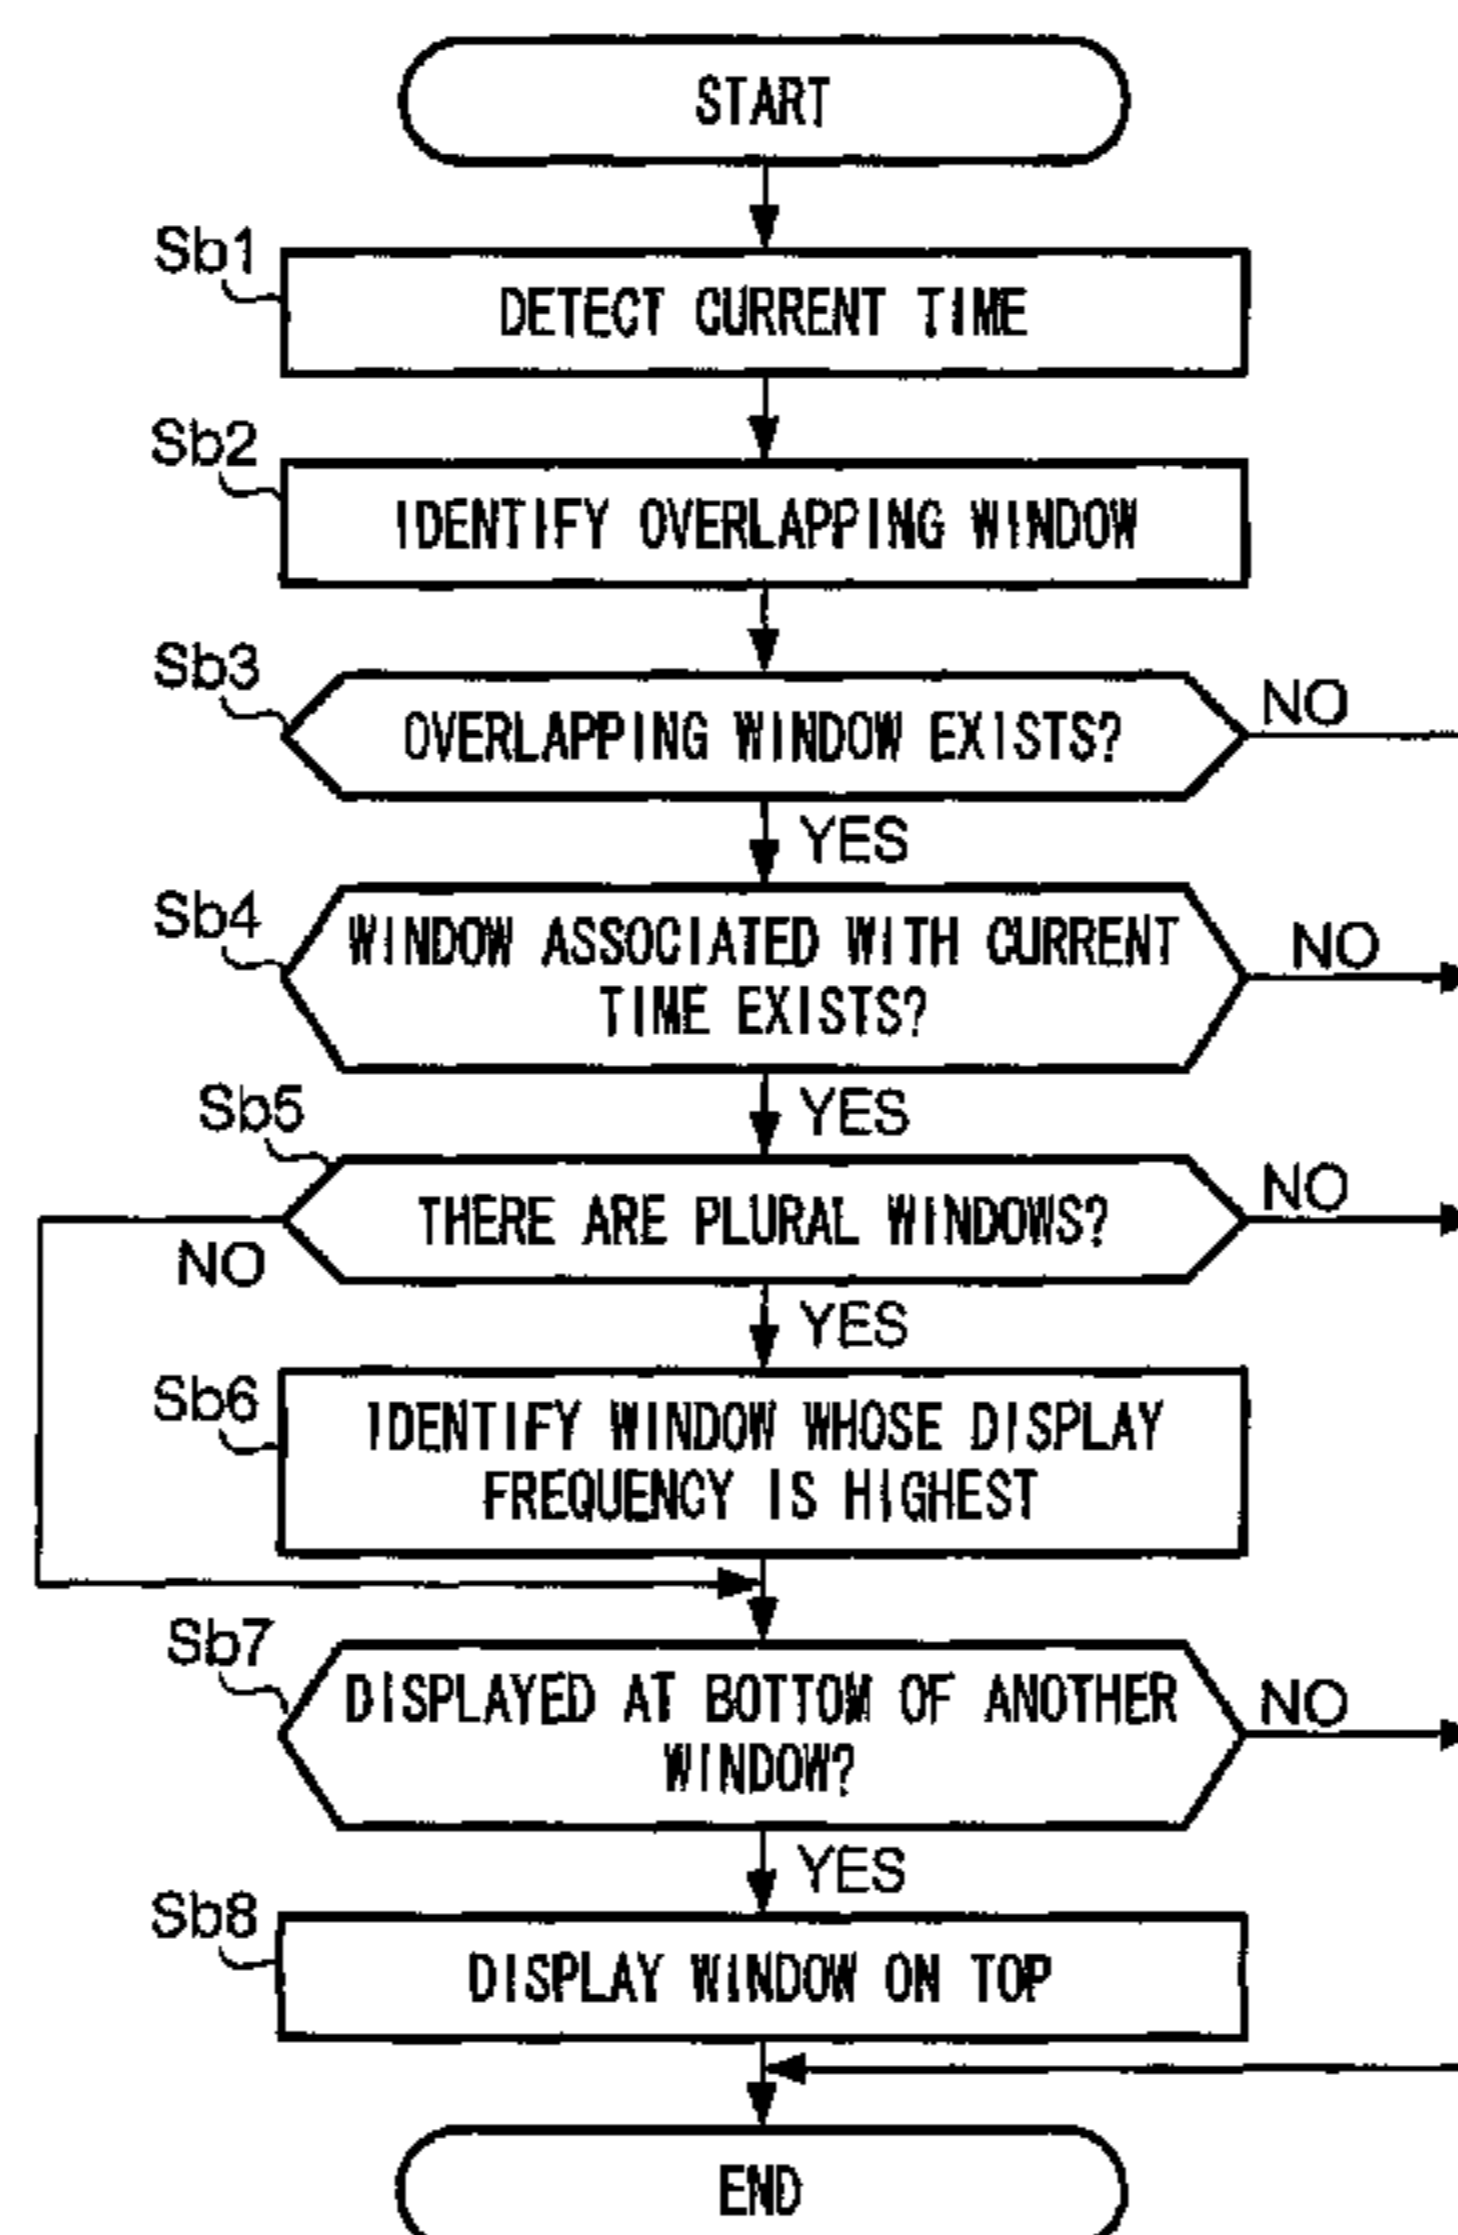 START
Sb1
DETECT CURRENT TIME
Sb2
IDENTIFY OVERLAPPING WINDOW
Sb3
OVERLAPPING WINDOW EXISTS?
NO
YES
Sb4
WINDOW ASSOCIATED WITH CURRENT
TIME EXISTS?
NO
YES
Sb5
THERE ARE PLURAL WINDOWS?
NO
NO
YES
Sb6
IDENTIFY WINDOW WHOSE DISPLAY
FREQUENCY IS HIGHEST
Sb7
DISPLAYED AT BOTTOM OF ANOTHER
WINDOW?
NO
YES
Sb8
DISPLAY WINDOW ON TOP
END